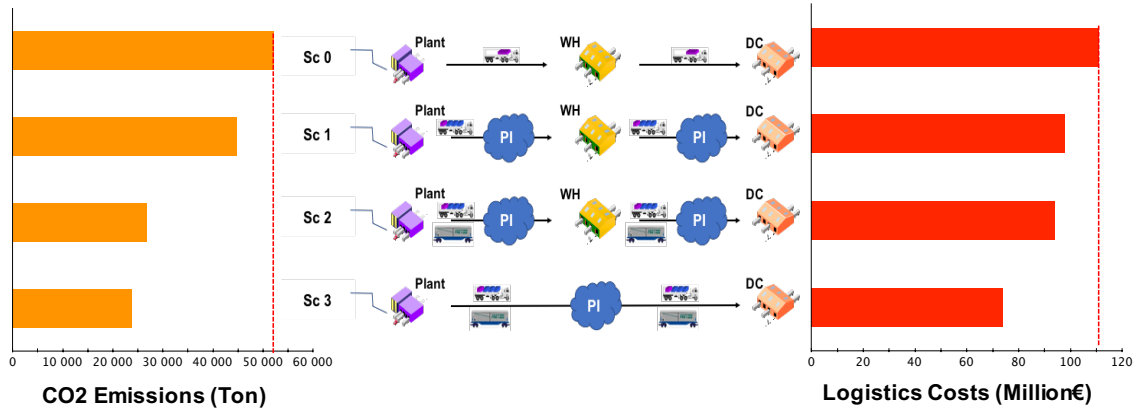 Plant
WH
DC
Sc 0
Plant
WH
DC
Sc 1
PI
PI
Plant
WH
DC
Sc 2
PI
PI
Plant
DC
Sc 3
PI
0 10 000 20 000 30 000 40 000 50 000 60 000
0 20 40 60 80 100 120
CO2 Emissions (Ton)
Logistics Costs (Million€)